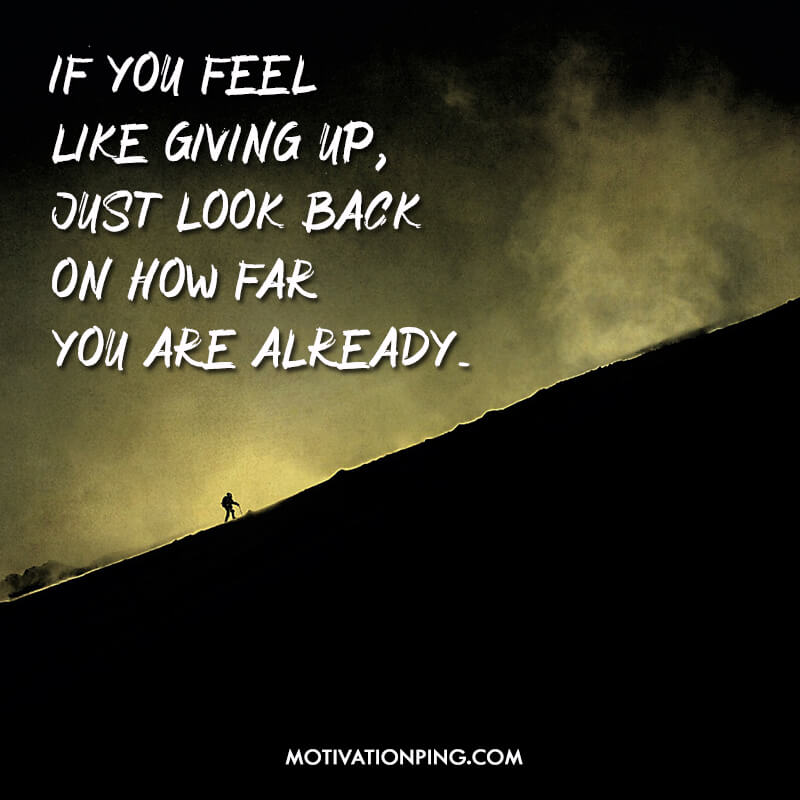 IF YOU FEEL
LIKE GIVING UP,
JUST LOOK BACK
ON HOW FAR
YOU ARE ALREADY.
MOTIVATIONPING.COM